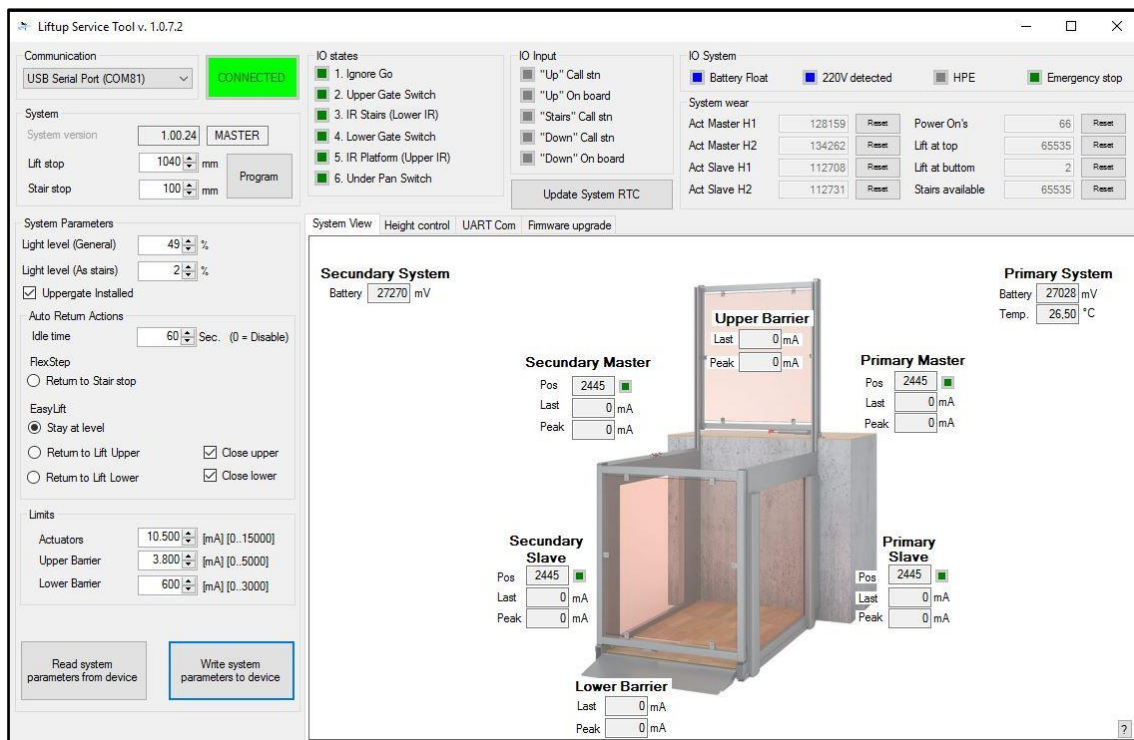 Liftup Service Tool v. 1.0.7.2
Communication
USB Serial Port (COM81)
CONNECTED
System
System version 1.00.24 MASTER
Lift stop 1040 mm
Stair stop 100 mm
Program
IO states
1. Ignore Go
2. Upper Gate Switch
3. IR Stairs (Lower IR)
4. Lower Gate Switch
5. IR Platform (Upper IR)
6. Under Pan Switch
IO Input
"Up" Call stn
"Up" On board
"Stairs" Call stn
"Down" Call stn
"Down" On board
Update System RTC
IO System
Battery Float 220V detected HPE Emergency stop
System wear
Act Master H1 128159 Reset Power On's 66 Reset
Act Master H2 134262 Reset Lift at top 65535 Reset
Act Slave H1 112708 Reset Lift at buttom 2 Reset
Act Slave H2 112731 Reset Stairs available 65535 Reset
System Parameters
Light level (General) 49 %
Light level (As stairs) 2 %
Uppergate Installed
Auto Return Actions
Idle time 60 Sec. (0 = Disable)
FlexStep
Return to Stair stop
EasyLift
Stay at level
Return to Lift Upper Close upper
Return to Lift Lower Close lower
Limits
Actuators 10.500 [mA] [0..15000]
Upper Barrier 3.800 [mA] [0..5000]
Lower Barrier 600 [mA] [0..3000]
Read system
parameters from device
Write system
parameters to device
System View Height control UART Com Firmware upgrade
Secundary System
Battery 27270 mV
Primary System
Battery 27028 mV
Temp. 26,50 °C
Upper Barrier
Last 0 mA
Peak 0 mA
Secundary Master
Pos 2445
Last 0 mA
Peak 0 mA
Primary Master
Pos 2445
Last 0 mA
Peak 0 mA
Secundary
Slave
Pos 2445
Last 0 mA
Peak 0 mA
Primary
Slave
Pos 2445
Last 0 mA
Peak 0 mA
Lower Barrier
Last 0 mA
Peak 0 mA
?